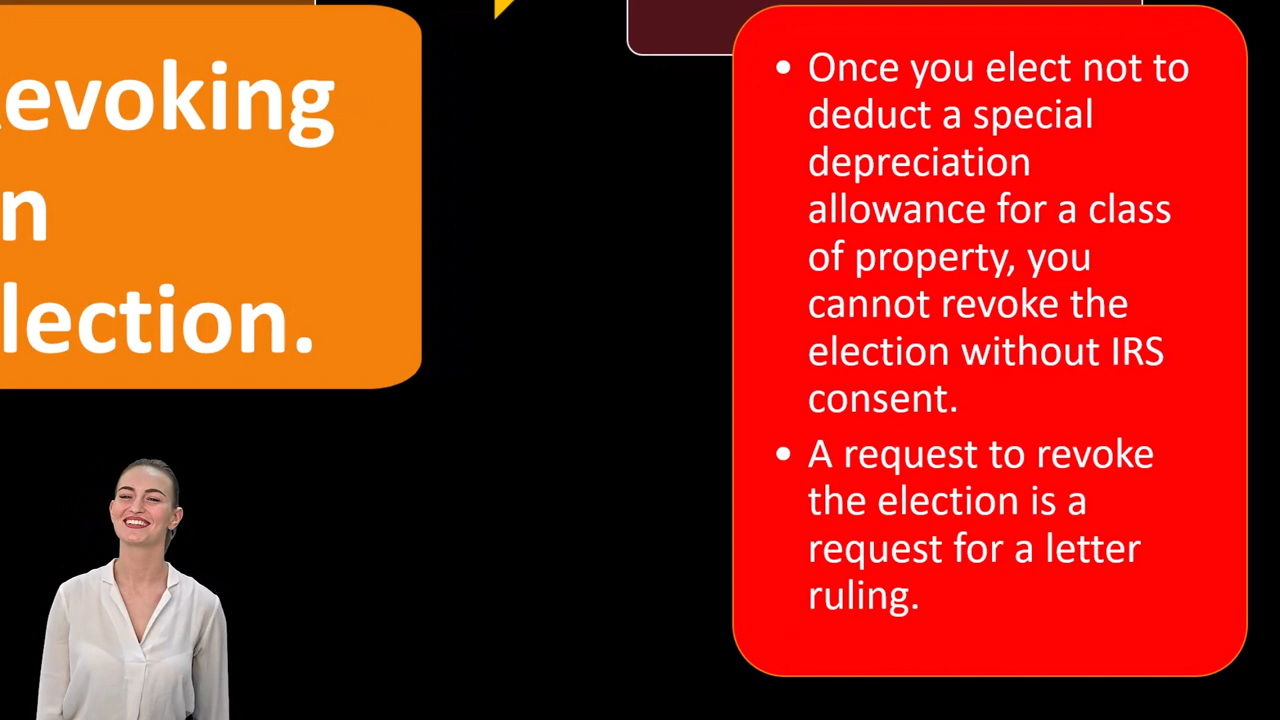 evoking
n
lection.
• Once you elect not to
deduct a special
depreciation
allowance for a class
of property, you
cannot revoke the
election without IRS
consent.
• A request to revoke
the election is a
request for a letter
ruling.